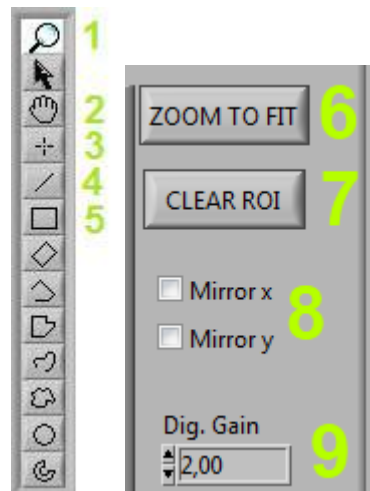 1
2
3
4
5
ZOOM TO FIT 6
CLEAR ROI 7
Mirror x
8
Mirror y
Dig. Gain
2,00 9